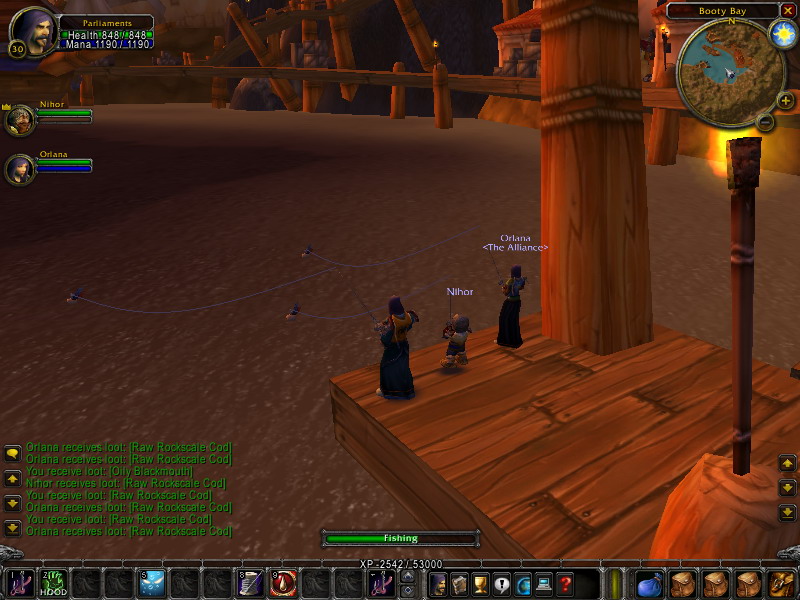 Parliaments
Health 848 / 848
Mana 1190 / 1190
30
Booty Bay
N
Nihor
Orlana
Orlana
<The Alliance>
Nihor
Orlana receives loot: [Raw Rockscale Cod]
Orlana receives loot: [Raw Rockscale Cod]
You receive loot: [Oily Blackmouth]
Nihor receives loot: [Raw Rockscale Cod]
You receive loot: [Raw Rockscale Cod]
Orlana receives loot: [Raw Rockscale Cod]
You receive loot: [Raw Rockscale Cod]
Orlana receives loot: [Raw Rockscale Cod]
Fishing
XP -2542 / 53000
HOOD